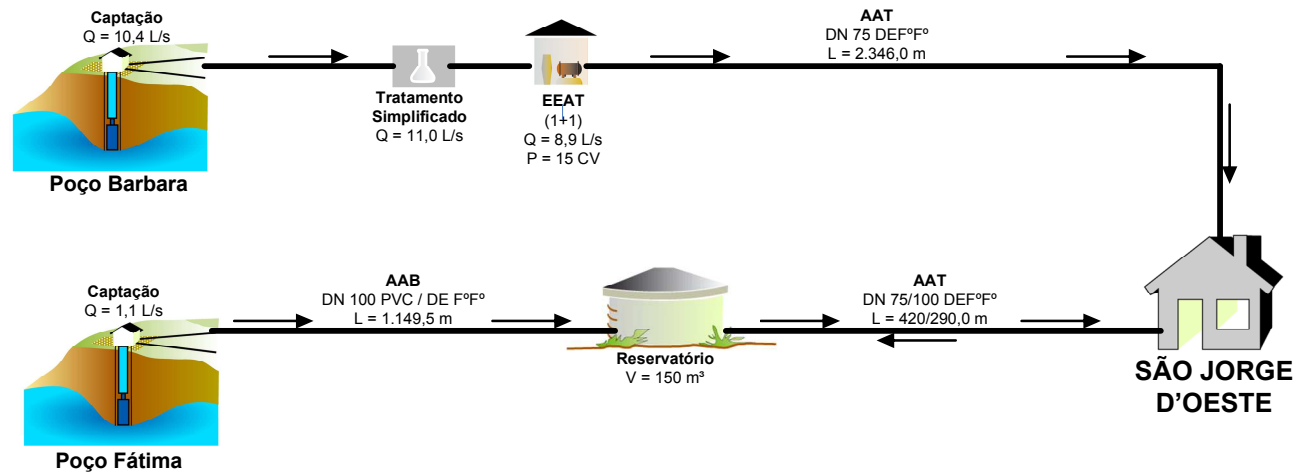 Captação
Q = 10,4 L/s
Poço Barbara
Tratamento
Simplificado
Q = 11,0 L/s
EEAT
(1+1)
Q = 8,9 L/s
P = 15 CV
AAT
DN 75 DEFºFº
L = 2.346,0 m
Captação
Q = 1,1 L/s
Poço Fátima
AAB
DN 100 PVC / DE FºFº
L = 1.149,5 m
Reservatório
V = 150 m³
AAT
DN 75/100 DEFºFº
L = 420/290,0 m
SÃO JORGE
D'OESTE